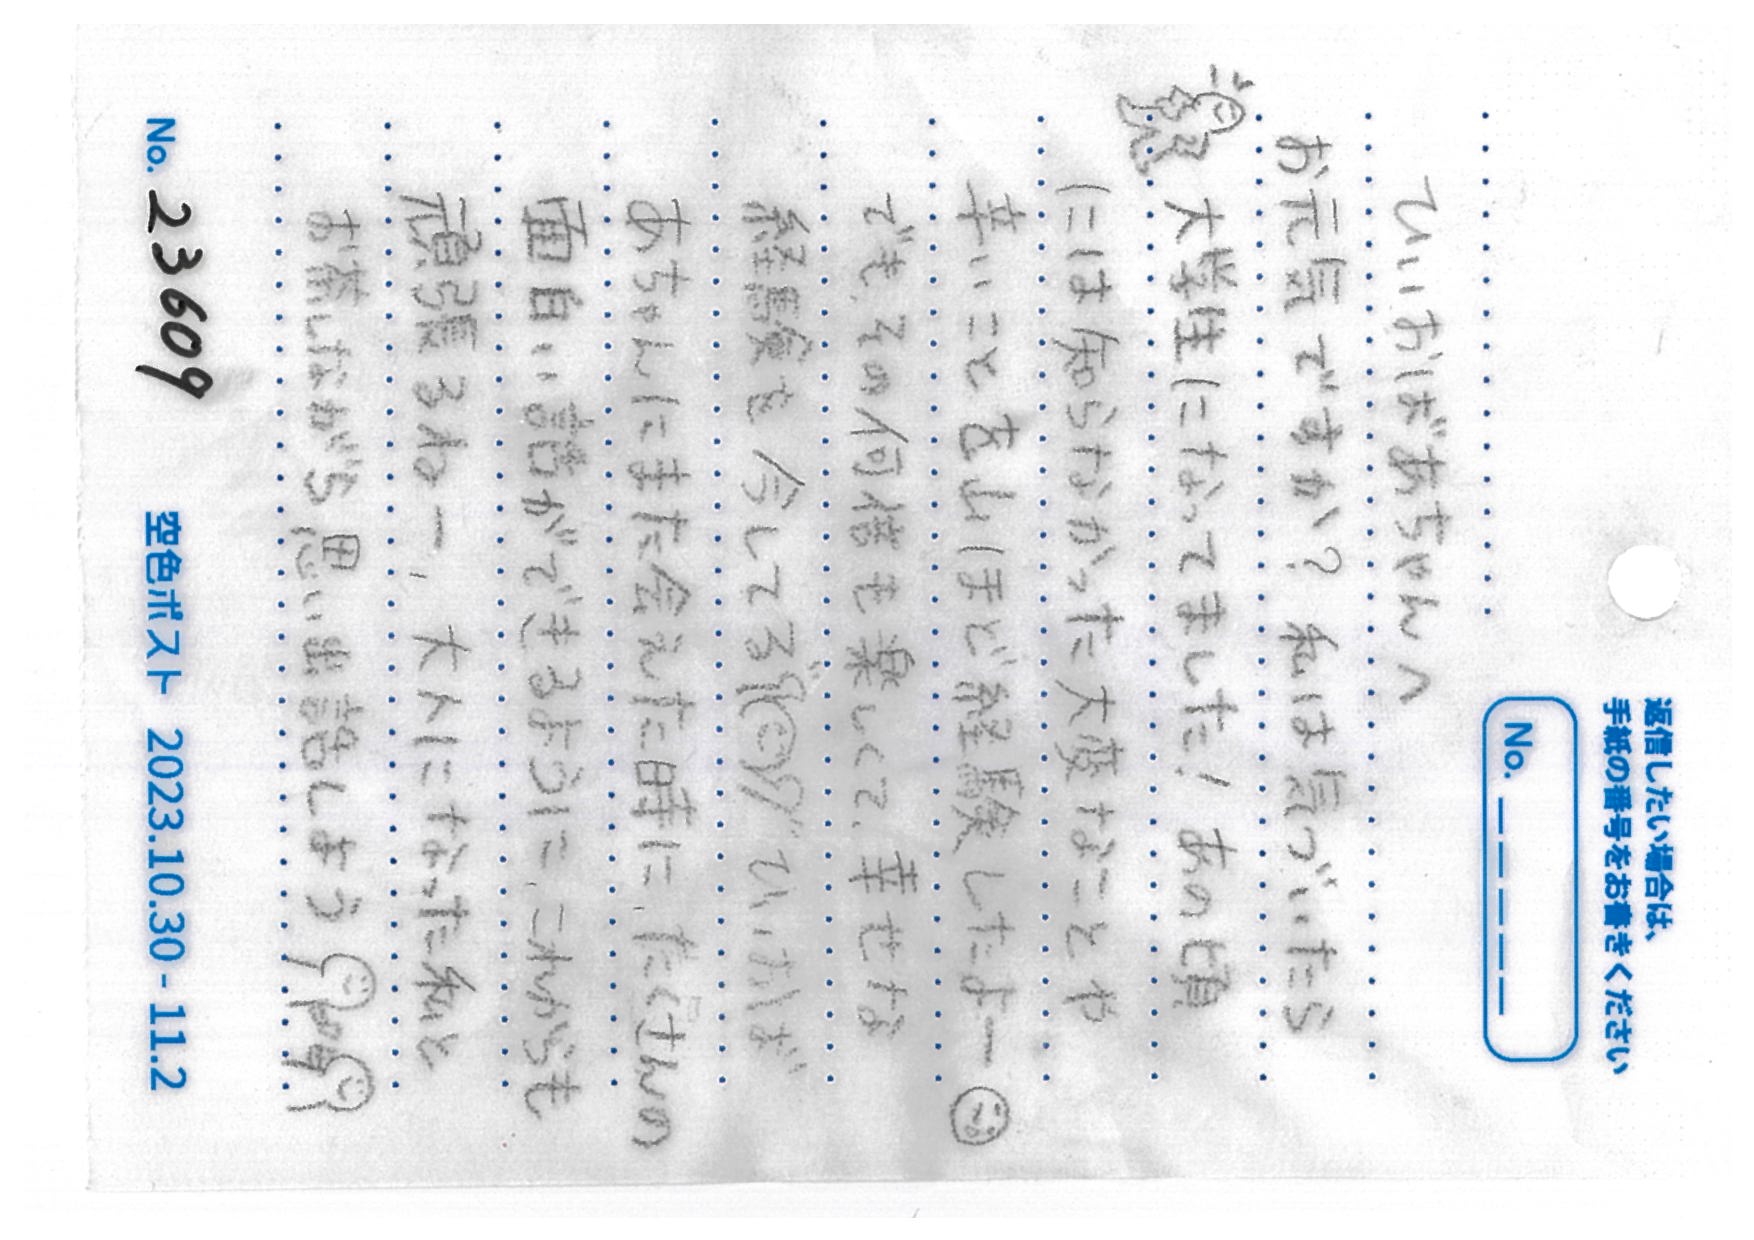 返信したい場合は、
手紙の番号をお書きください
No. _ _ _ _ _
ひいおばあちゃんへ
お元気ですか？ 私は気づいたら
大学生になってました！ あの頃
には知らなかった大変なことや
辛いことを山ほど経験したよー
でも、その何倍も楽しくて、幸せな
経験を今してる ひいおば
あちゃんにまた会えた時に、たくさんの
面白い話ができるように、これからも
頑張るねー、大人になった私と
お茶しながら思い出話しよう
No. 23609
空色ポスト 2023.10.30 - 11.2